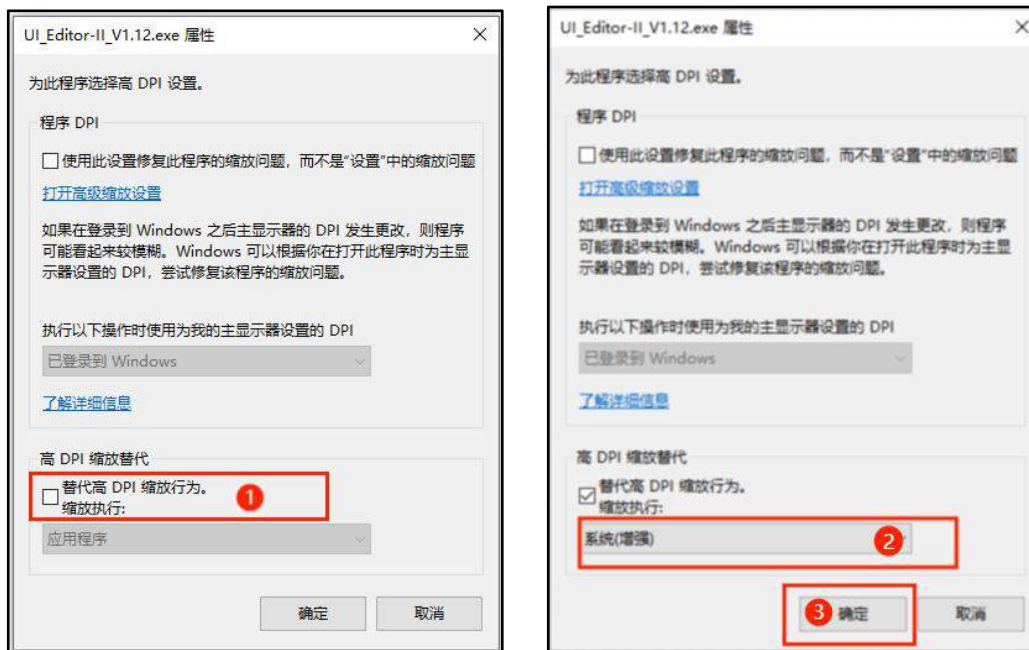 UI_Editor-II_V1.12.exe 属性
为此程序选择高 DPI 设置。
程序 DPI
使用此设置修复此程序的缩放问题，而不是“设置”中的缩放问题
打开高级缩放设置
如果在登录到 Windows 之后主显示器的 DPI 发生更改，则程序
可能看起来较模糊。Windows 可以根据你在打开此程序时为主显
示器设置的 DPI，尝试修复该程序的缩放问题。
执行以下操作时使用为我的主显示器设置的 DPI
已登录到 Windows
了解详细信息
高 DPI 缩放替代
替代高 DPI 缩放行为。
缩放执行:
1
应用程序
确定 取消
UI_Editor-II_V1.12.exe 属性
为此程序选择高 DPI 设置。
程序 DPI
使用此设置修复此程序的缩放问题，而不是“设置”中的缩放问题
打开高级缩放设置
如果在登录到 Windows 之后主显示器的 DPI 发生更改，则程序
可能看起来较模糊。Windows 可以根据你在打开此程序时为主显
示器设置的 DPI，尝试修复该程序的缩放问题。
执行以下操作时使用为我的主显示器设置的 DPI
已登录到 Windows
了解详细信息
高 DPI 缩放替代
替代高 DPI 缩放行为。
缩放执行:
系统(增强) 2
3 确定 取消